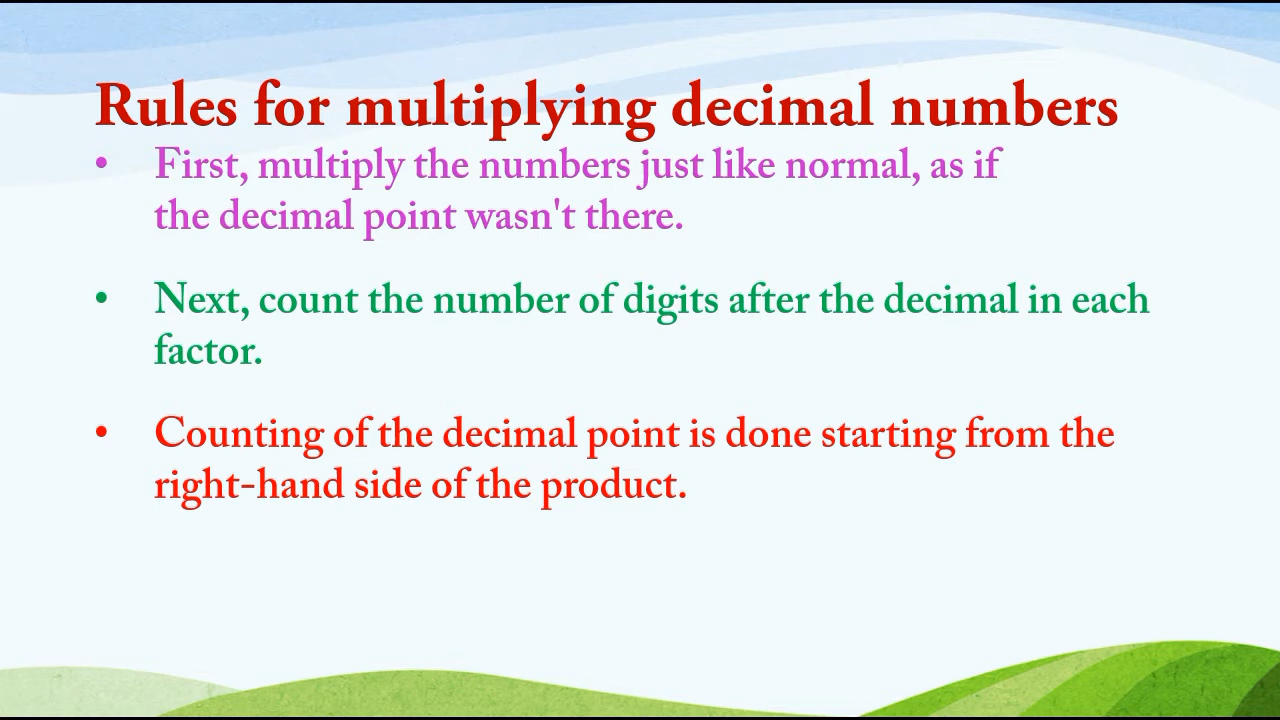 Rules for multiplying decimal numbers
• First, multiply the numbers just like normal, as if
the decimal point wasn't there.
• Next, count the number of digits after the decimal in each
factor.
• Counting of the decimal point is done starting from the
right-hand side of the product.